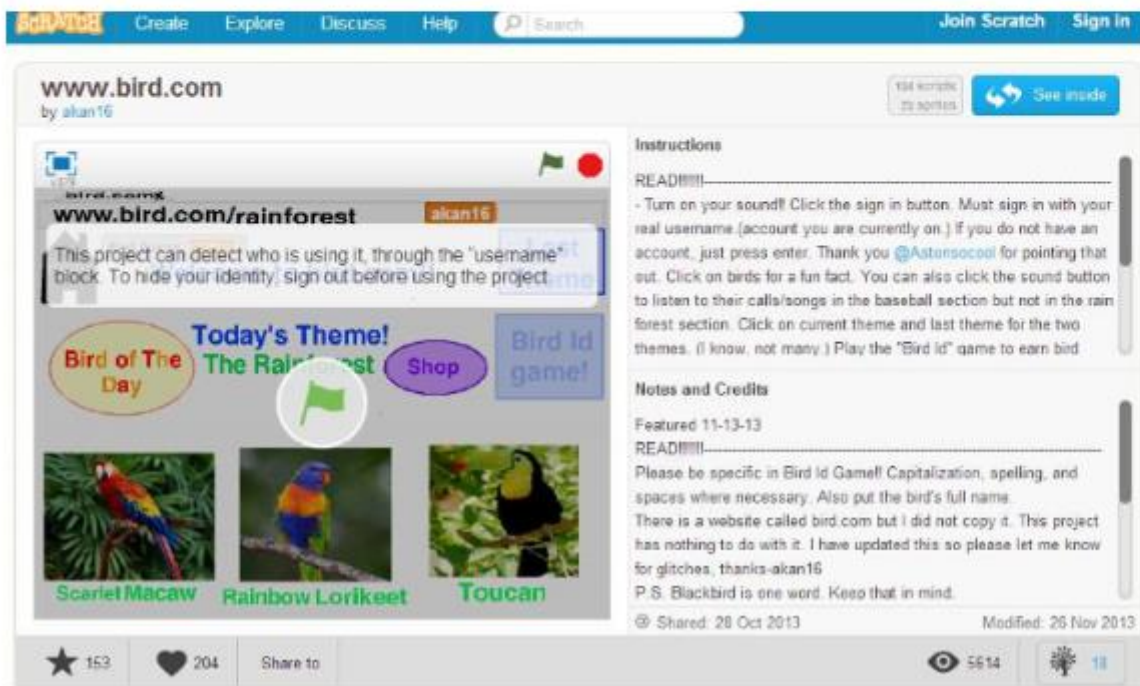 SCRATCH Create Explore Discuss Help Search Join Scratch Sign in
www.bird.com
by akan16
scripts
sprites
See inside
bird.com
www.bird.com/rainforest akan16
This project can detect who is using it, through the "username"
block. To hide your identity, sign out before using the project.
Today's Theme!
The Rainforest
Bird of The
Day
Shop
Bird Id
game!
Scarlet Macaw Rainbow Lorikeet Toucan
Instructions
READ!!!!!!
- Turn on your sound!! Click the sign in button. Must sign in with your
real username.(account you are currently on.) If you do not have an
account, just press enter. Thank you @Astonsocool for pointing that
out. Click on birds for a fun fact. You can also click the sound button
to listen to their calls/songs in the baseball section but not in the rain
forest section. Click on current theme and last theme for the two
themes. (I know, not many.) Play the "Bird Id" game to earn bird
Notes and Credits
Featured 11-13-13
READ!!!!!!
Please be specific in Bird Id Game!! Capitalization, spelling, and
spaces where necessary. Also put the bird's full name.
There is a website called bird.com but I did not copy it. This project
has nothing to do with it. I have updated this so please let me know
for glitches, thanks-akan16
P.S. Blackbird is one word. Keep that in mind.
Shared: 28 Oct 2013 Modified: 26 Nov 2013
153 204 Share to 5614 18